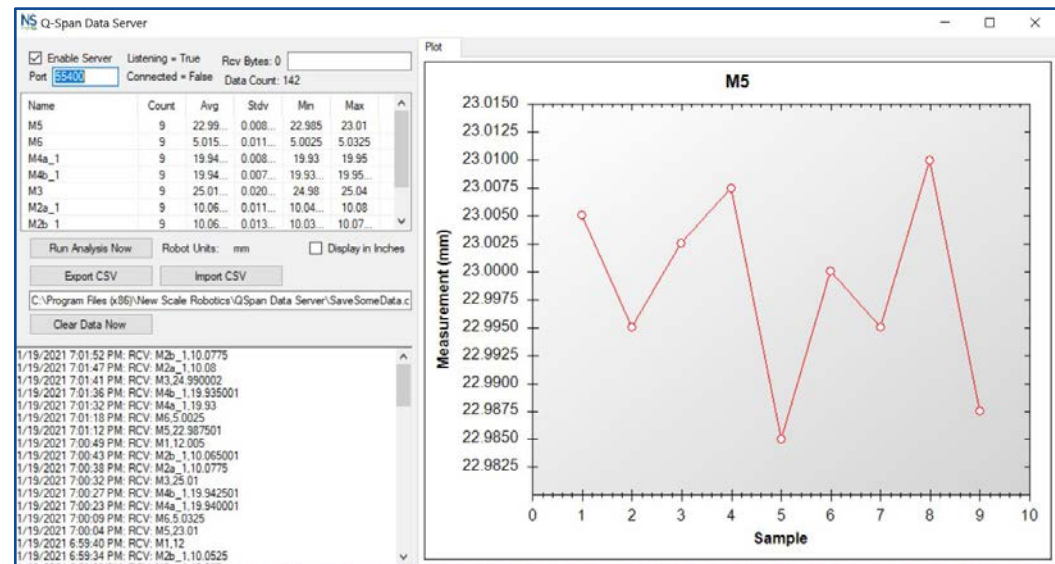 NS Q-Span Data Server
Enable Server Listening = True Rcv Bytes: 0
Port 55400 Connected = False Data Count: 142
Name Count Avg Stdv Min Max
M5 9 22.99... 0.008... 22.985 23.01
M6 9 5.015... 0.011... 5.0025 5.0325
M4a_1 9 19.94... 0.008... 19.93 19.95
M4b_1 9 19.94... 0.007... 19.93... 19.95...
M3 9 25.01... 0.020... 24.98 25.04
M2a_1 9 10.06... 0.011... 10.04... 10.08
M2b_1 9 10.06... 0.013... 10.03... 10.07...
Run Analysis Now Robot Units: mm Display in Inches
Export CSV Import CSV
C:\Program Files (x86)\New Scale Robotics\QSpan Data Server\SaveSomeData.c
Clear Data Now
1/19/2021 7:01:52 PM: RCV: M2b_1,10.0775
1/19/2021 7:01:47 PM: RCV: M2a_1,10.08
1/19/2021 7:01:41 PM: RCV: M3,24.990002
1/19/2021 7:01:36 PM: RCV: M4b_1,19.935001
1/19/2021 7:01:32 PM: RCV: M4a_1,19.93
1/19/2021 7:01:18 PM: RCV: M6,5.0025
1/19/2021 7:01:12 PM: RCV: M5,22.987501
1/19/2021 7:00:49 PM: RCV: M1,12.005
1/19/2021 7:00:43 PM: RCV: M2b_1,10.065001
1/19/2021 7:00:38 PM: RCV: M2a_1,10.0775
1/19/2021 7:00:32 PM: RCV: M3,25.01
1/19/2021 7:00:27 PM: RCV: M4b_1,19.942501
1/19/2021 7:00:23 PM: RCV: M4a_1,19.940001
1/19/2021 7:00:09 PM: RCV: M6,5.0325
1/19/2021 7:00:04 PM: RCV: M5,23.01
1/19/2021 6:59:40 PM: RCV: M1,12
1/19/2021 6:59:34 PM: RCV: M2b_1,10.0525
Plot
M5
Measurement (mm)
23.0150
23.0125
23.0100
23.0075
23.0050
23.0025
23.0000
22.9975
22.9950
22.9925
22.9900
22.9875
22.9850
22.9825
0 1 2 3 4 5 6 7 8 9 10
Sample